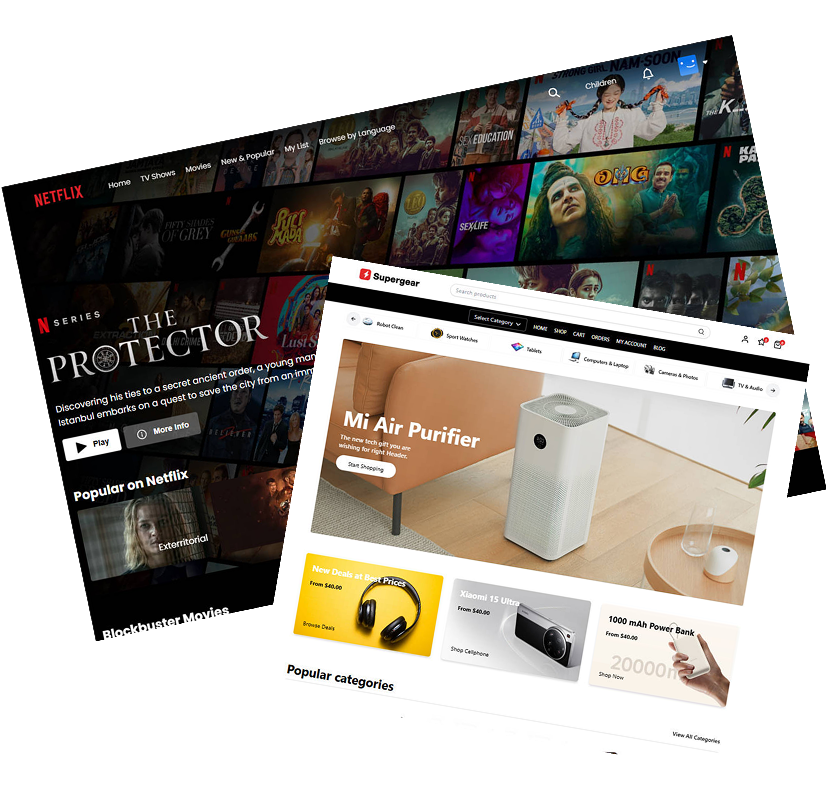 NETFLIX
Home
TV Shows
Movies
New & Popular
My List
Browse by Language
Children
STRONG GIRL NAM-SOON
THE K
SEX EDUCATION
OMG
KA
PA
FIFTY SHADES OF GREY
GUNS & GULAABS
SEX/LIFE
N SERIES
THE
PROTECTOR
Discovering his ties to a secret ancient order, a young man
Istanbul embarks on a quest to save the city from an imm
Play
More Info
Popular on Netflix
Exterritorial
Blockbuster Movies
Supergear
Search products
Select Category
HOME
SHOP
CART
ORDERS
MY ACCOUNT
BLOG
Robot Clean
Sport Watches
Tablets
Computers & Laptop
Cameras & Photos
TV & Audio
Mi Air Purifier
The new tech gift you are
wishing for right Header.
Start Shopping
New Deals at Best Prices
From $40.00
Browse Deals
Xiaomi 15 Ultra
From $40.00
Shop Cellphone
1000 mAh Power Bank
From $40.00
20000m
Shop Now
Popular categories
View All Categories